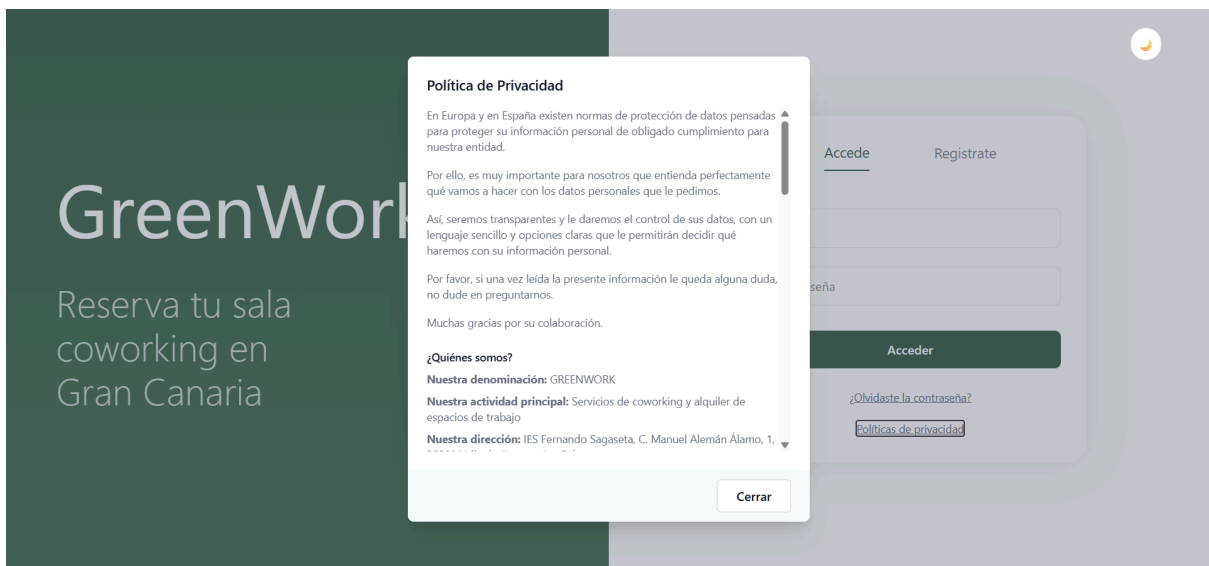 GreenWork
Reserva tu sala
coworking en
Gran Canaria
Política de Privacidad
En Europa y en España existen normas de protección de datos pensadas
para proteger su información personal de obligado cumplimiento para
nuestra entidad.
Por ello, es muy importante para nosotros que entienda perfectamente
qué vamos a hacer con los datos personales que le pedimos.
Así, seremos transparentes y le daremos el control de sus datos, con un
lenguaje sencillo y opciones claras que le permitirán decidir qué
haremos con su información personal.
Por favor, si una vez leída la presente información le queda alguna duda,
no dude en preguntarnos.
Muchas gracias por su colaboración.
¿Quiénes somos?
Nuestra denominación: GREENWORK
Nuestra actividad principal: Servicios de coworking y alquiler de
espacios de trabajo
Nuestra dirección: IES Fernando Sagaseta, C. Manuel Alemán Álamo, 1,
Cerrar
Accede Registrate
seña
Acceder
¿Olvidaste la contraseña?
Políticas de privacidad